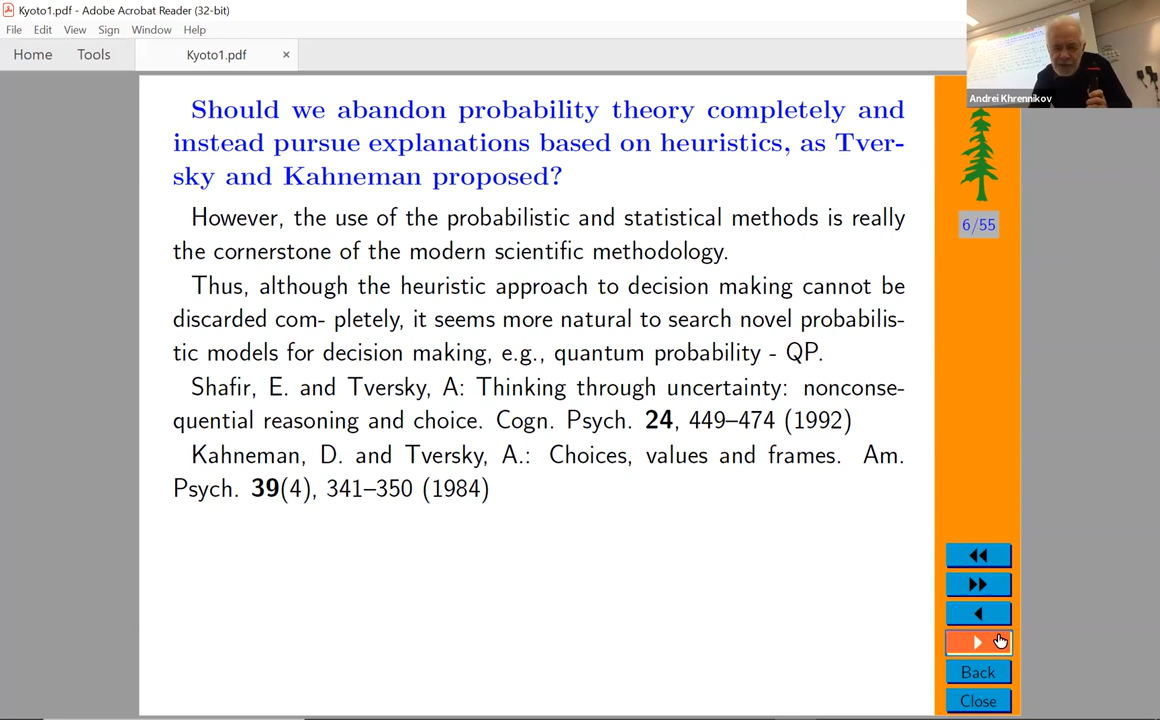 Kyoto1.pdf - Adobe Acrobat Reader (32-bit)
File Edit View Sign Window Help
Home Tools Kyoto1.pdf ×
Andrei Khrennikov
Should we abandon probability theory completely and
instead pursue explanations based on heuristics, as Tver-
sky and Kahneman proposed?
However, the use of the probabilistic and statistical methods is really
the cornerstone of the modern scientific methodology.
Thus, although the heuristic approach to decision making cannot be
discarded com- pletely, it seems more natural to search novel probabilis-
tic models for decision making, e.g., quantum probability - QP.
Shafir, E. and Tversky, A: Thinking through uncertainty: nonconse-
quential reasoning and choice. Cogn. Psych. 24, 449–474 (1992)
Kahneman, D. and Tversky, A.: Choices, values and frames. Am.
Psych. 39(4), 341–350 (1984)
6/55
Back
Close